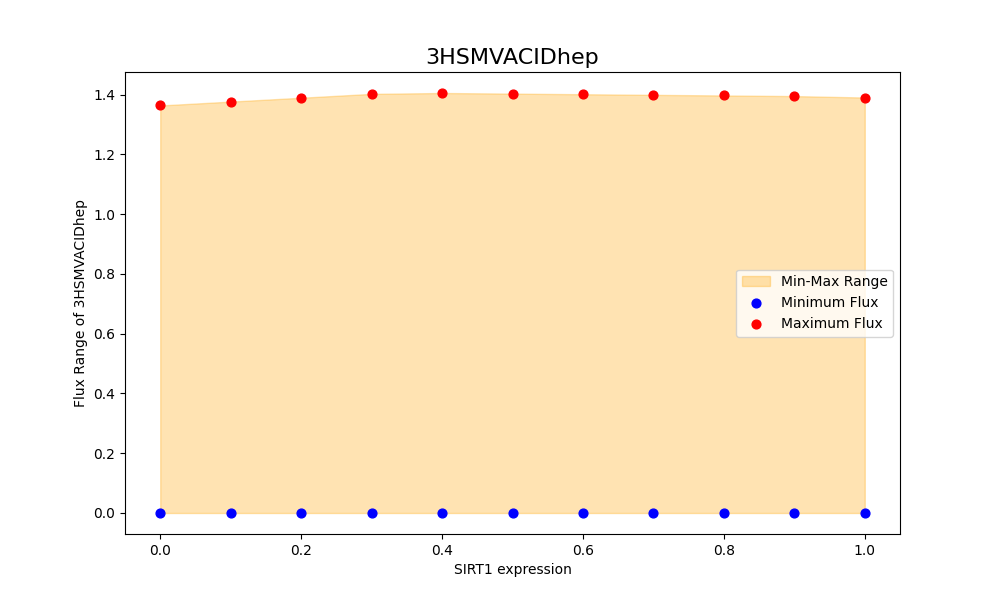 3HSMVACIDhep
Flux Range of 3HSMVACIDhep
1.4
1.2
1.0
0.8
0.6
0.4
0.2
0.0
Min-Max Range
Minimum Flux
Maximum Flux
0.0 0.2 0.4 0.6 0.8 1.0
SIRT1 expression